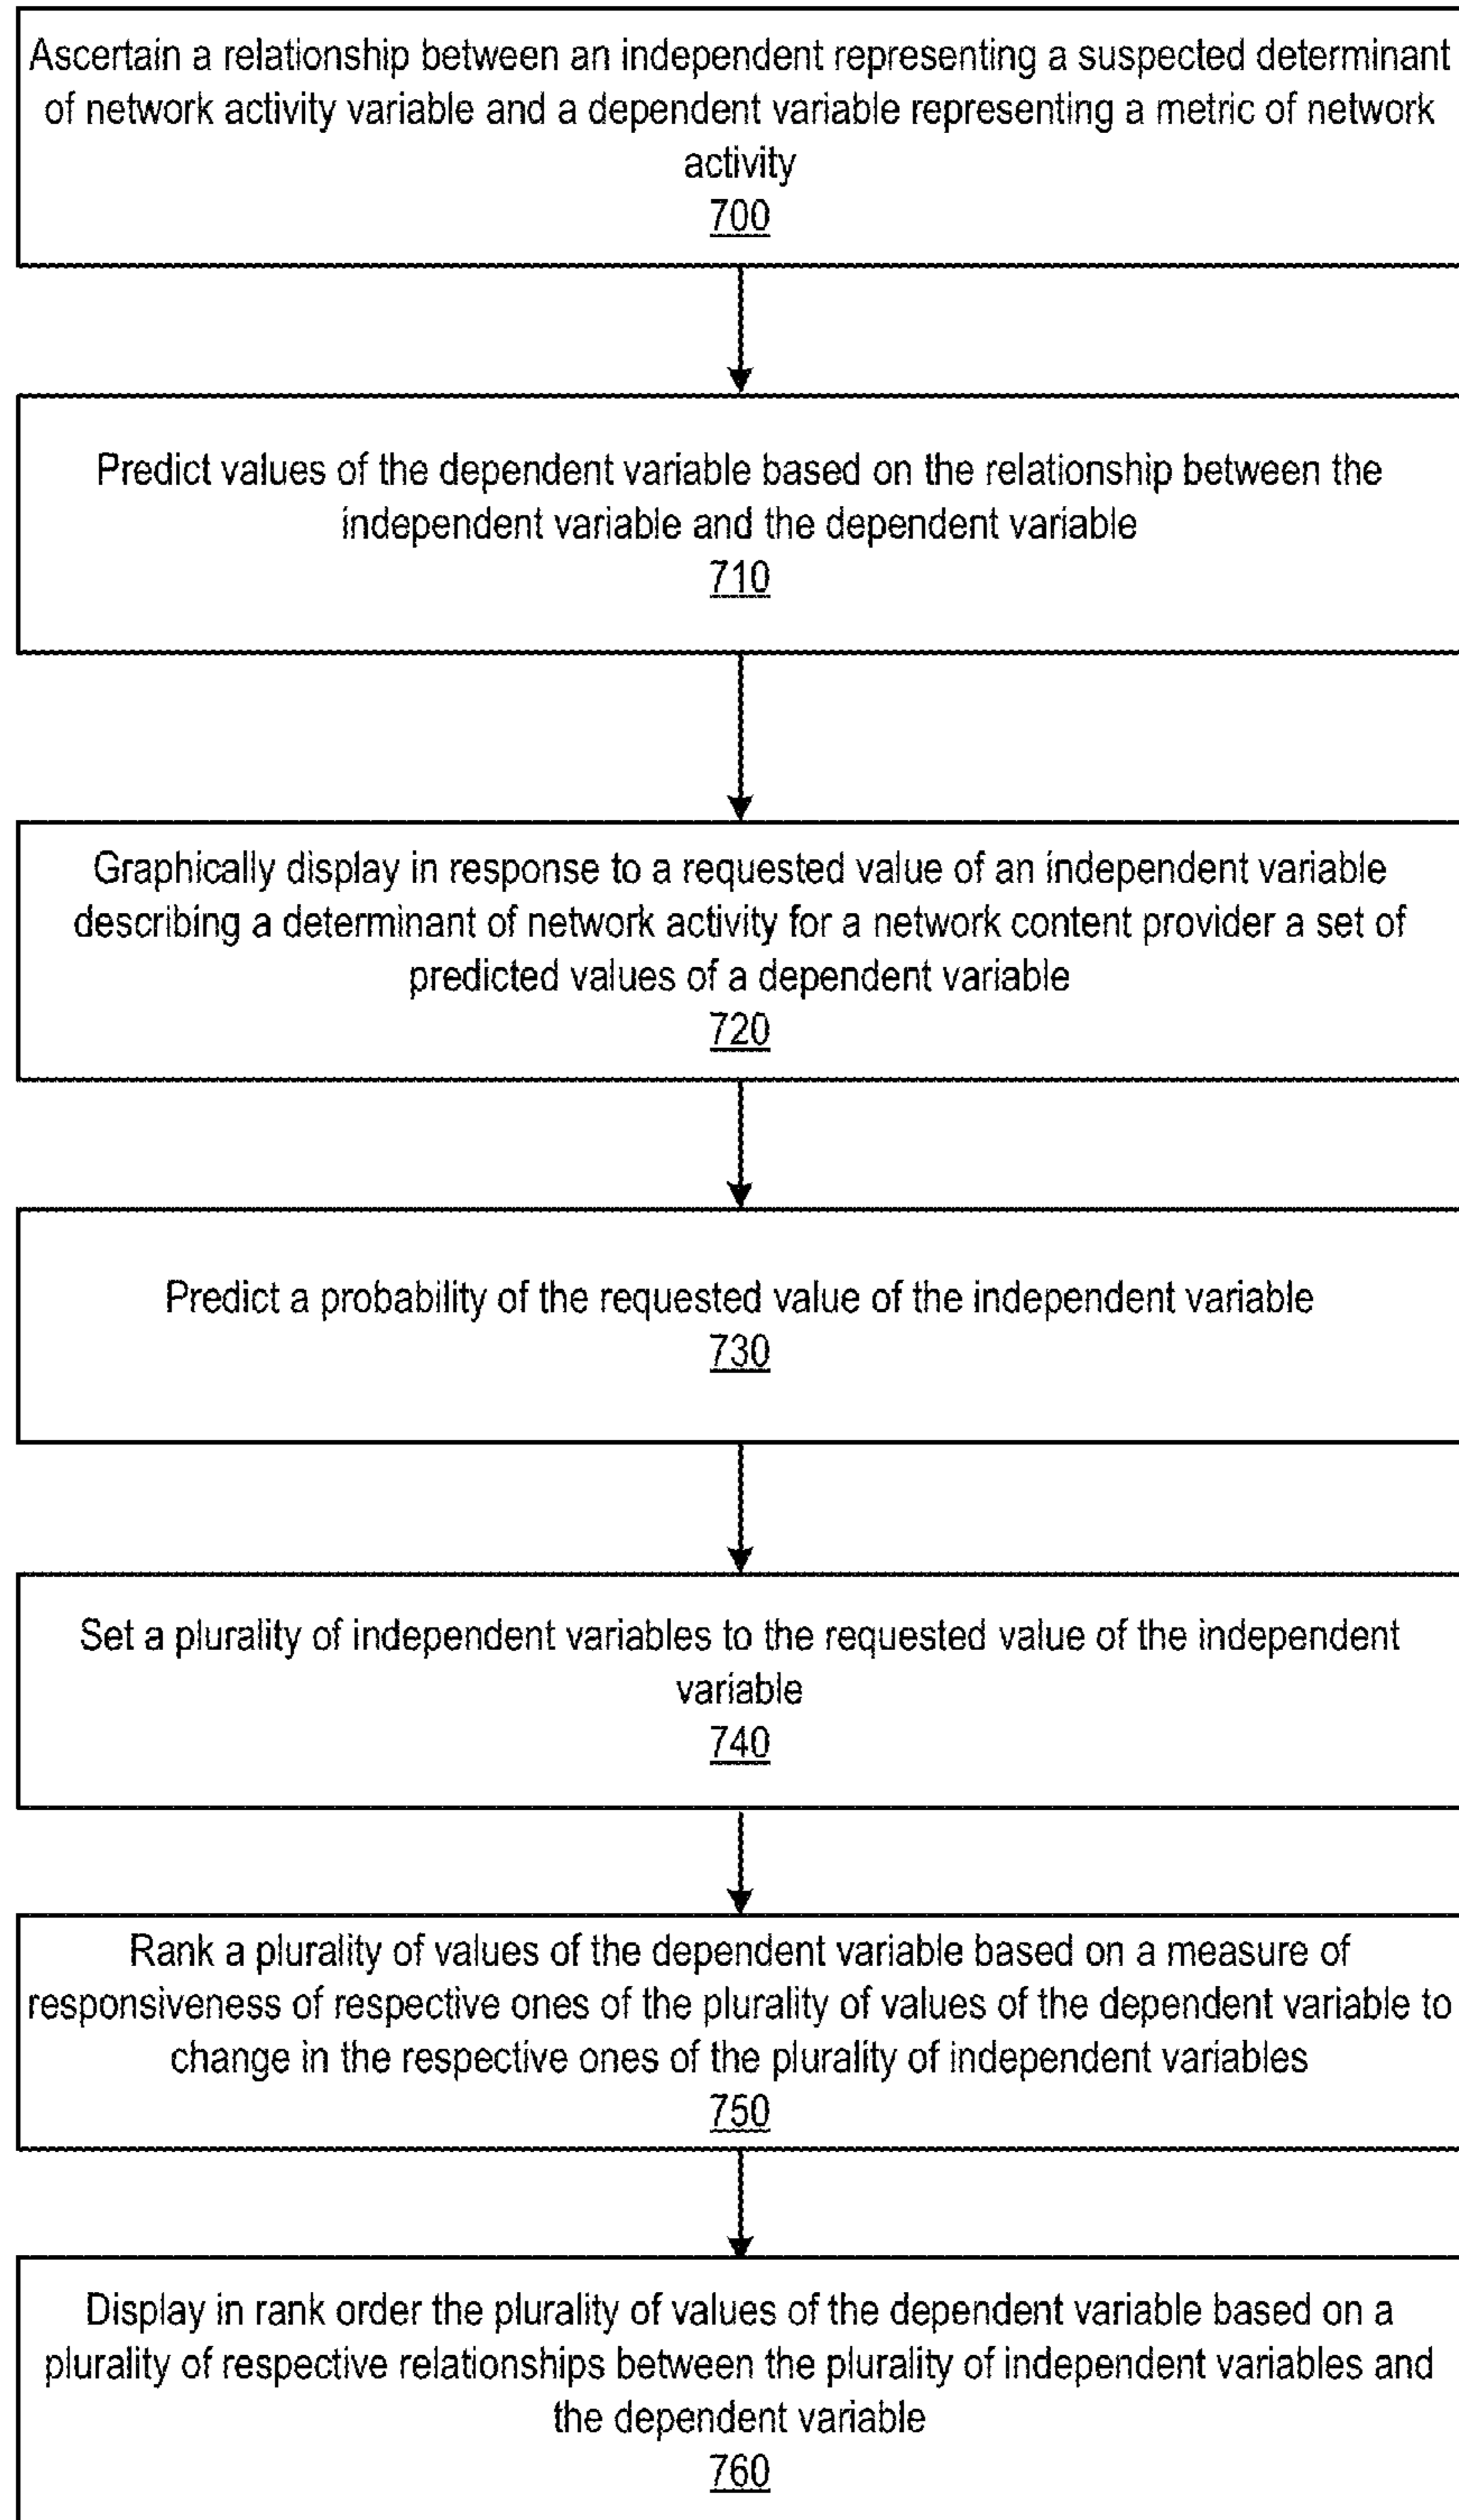 Ascertain a relationship between an independent representing a suspected determinant
of network activity variable and a dependent variable representing a metric of network
activity
700
Predict values of the dependent variable based on the relationship between the
independent variable and the dependent variable
710
Graphically display in response to a requested value of an independent variable
describing a determinant of network activity for a network content provider a set of
predicted values of a dependent variable
720
Predict a probability of the requested value of the independent variable
730
Set a plurality of independent variables to the requested value of the independent
variable
740
Rank a plurality of values of the dependent variable based on a measure of
responsiveness of respective ones of the plurality of values of the dependent variable to
change in the respective ones of the plurality of independent variables
750
Display in rank order the plurality of values of the dependent variable based on a
plurality of respective relationships between the plurality of independent variables and
the dependent variable
760